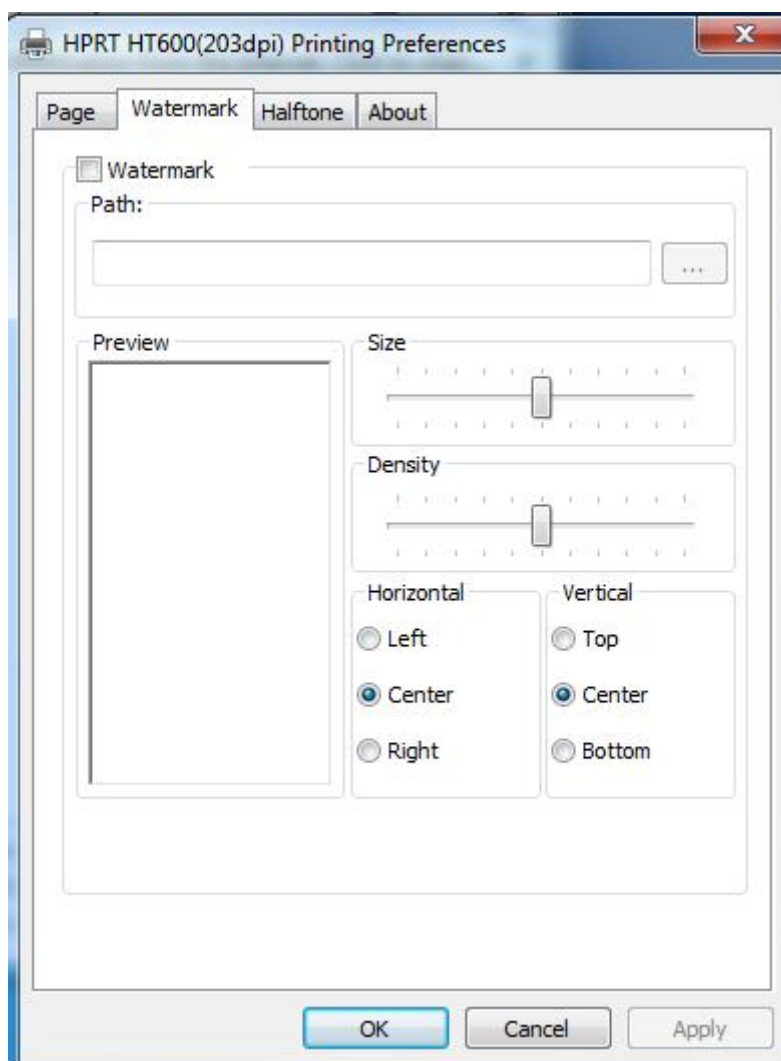 HPRT HT600(203dpi) Printing Preferences
Page Watermark Halftone About
Watermark
Path:
...
Preview
Size
Density
Horizontal Vertical
Left Top
Center Center
Right Bottom
OK Cancel Apply